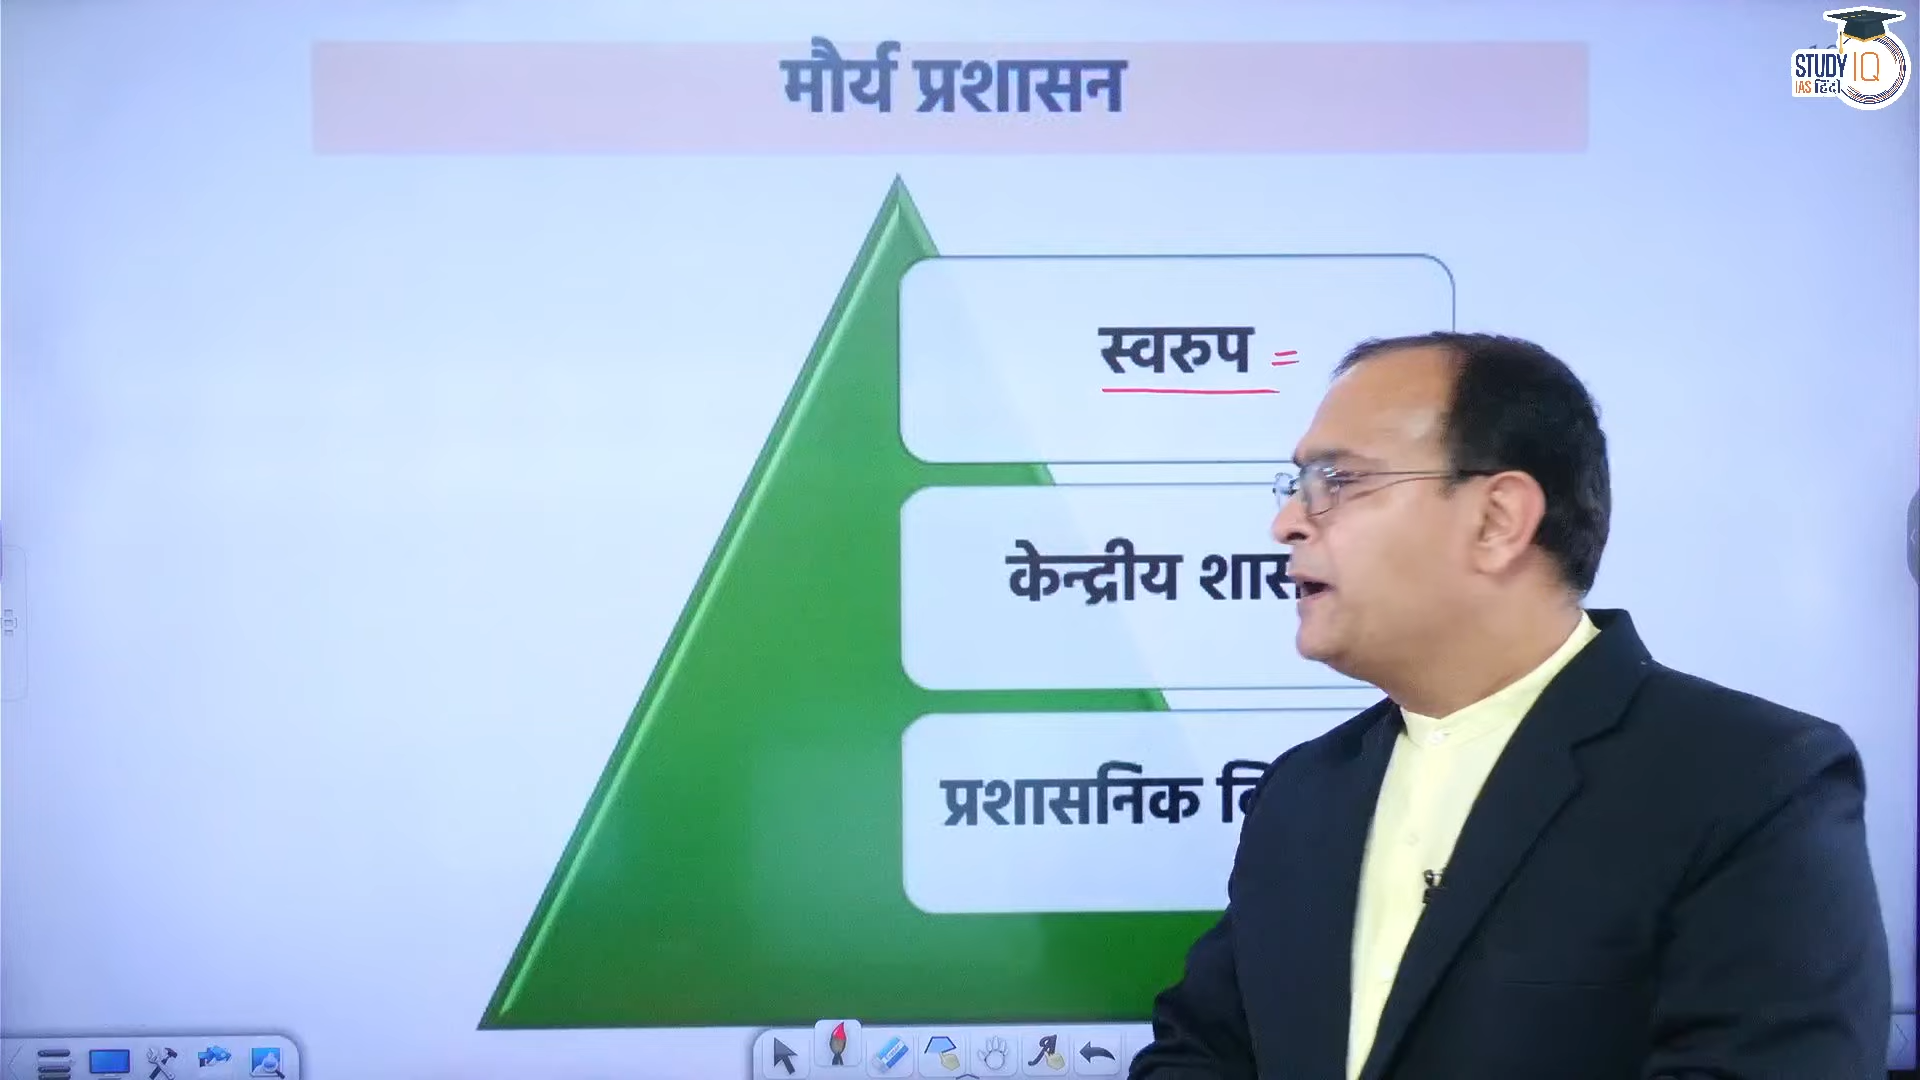 मौर्य प्रशासन
STUDY IQ
IAS हिंदी
स्वरुप =
केन्द्रीय
प्रशासनिक